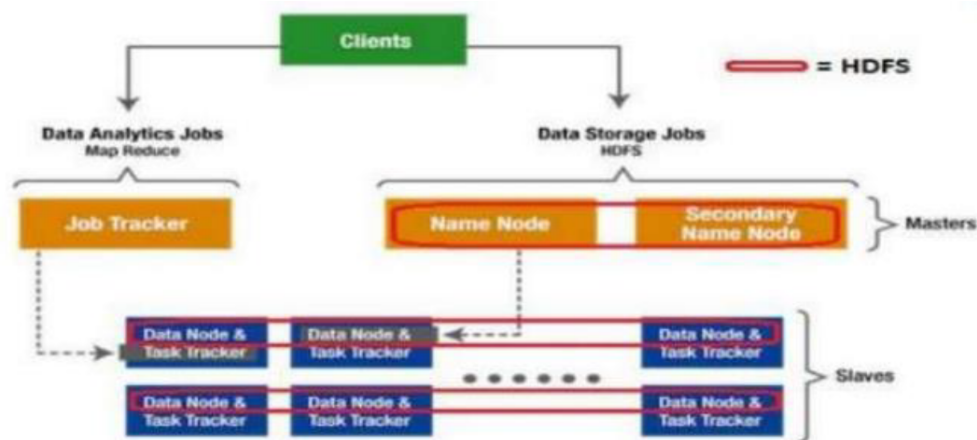 Clients
= HDFS
Data Analytics Jobs
Map Reduce
Data Storage Jobs
HDFS
Job Tracker
Name Node
Secondary
Name Node
Masters
Data Node &
Task Tracker
Data Node &
Task Tracker
Data Node &
Task Tracker
Slaves
Data Node &
Task Tracker
Data Node &
Task Tracker
Data Node &
Task Tracker